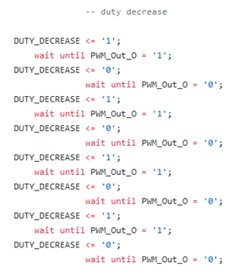 -- duty decrease
DUTY_DECREASE <= '1';
wait until PWM_Out_O = '1';
DUTY_DECREASE <= '0';
wait until PWM_Out_O = '0';
DUTY_DECREASE <= '1';
wait until PWM_Out_O = '1';
DUTY_DECREASE <= '0';
wait until PWM_Out_O = '0';
DUTY_DECREASE <= '1';
wait until PWM_Out_O = '1';
DUTY_DECREASE <= '0';
wait until PWM_Out_O = '0';
DUTY_DECREASE <= '1';
wait until PWM_Out_O = '1';
DUTY_DECREASE <= '0';
wait until PWM_Out_O = '0';